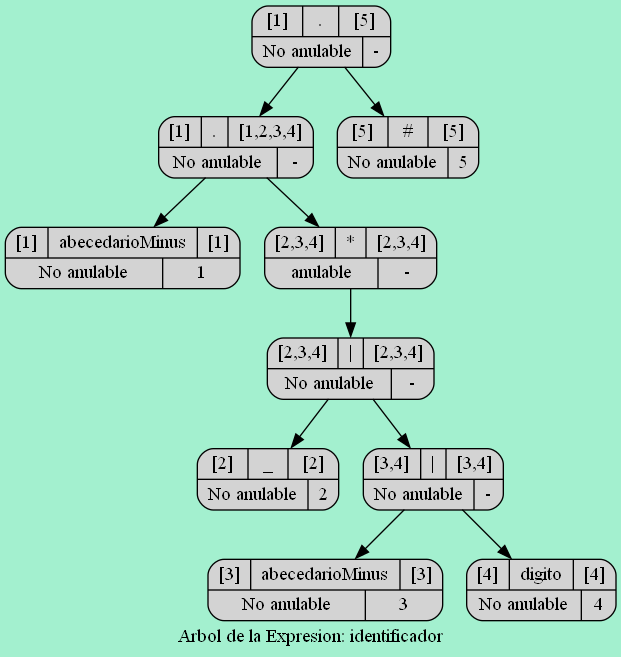 [1] . [5]
No anulable -
[1] . [1,2,3,4]
No anulable -
[5] # [5]
No anulable 5
[1] abecedarioMinus [1]
No anulable 1
[2,3,4] * [2,3,4]
anulable -
[2,3,4] | [2,3,4]
No anulable -
[2] _ [2]
No anulable 2
[3,4] | [3,4]
No anulable -
[3] abecedarioMinus [3]
No anulable 3
[4] digito [4]
No anulable 4
Arbol de la Expresion: identificador